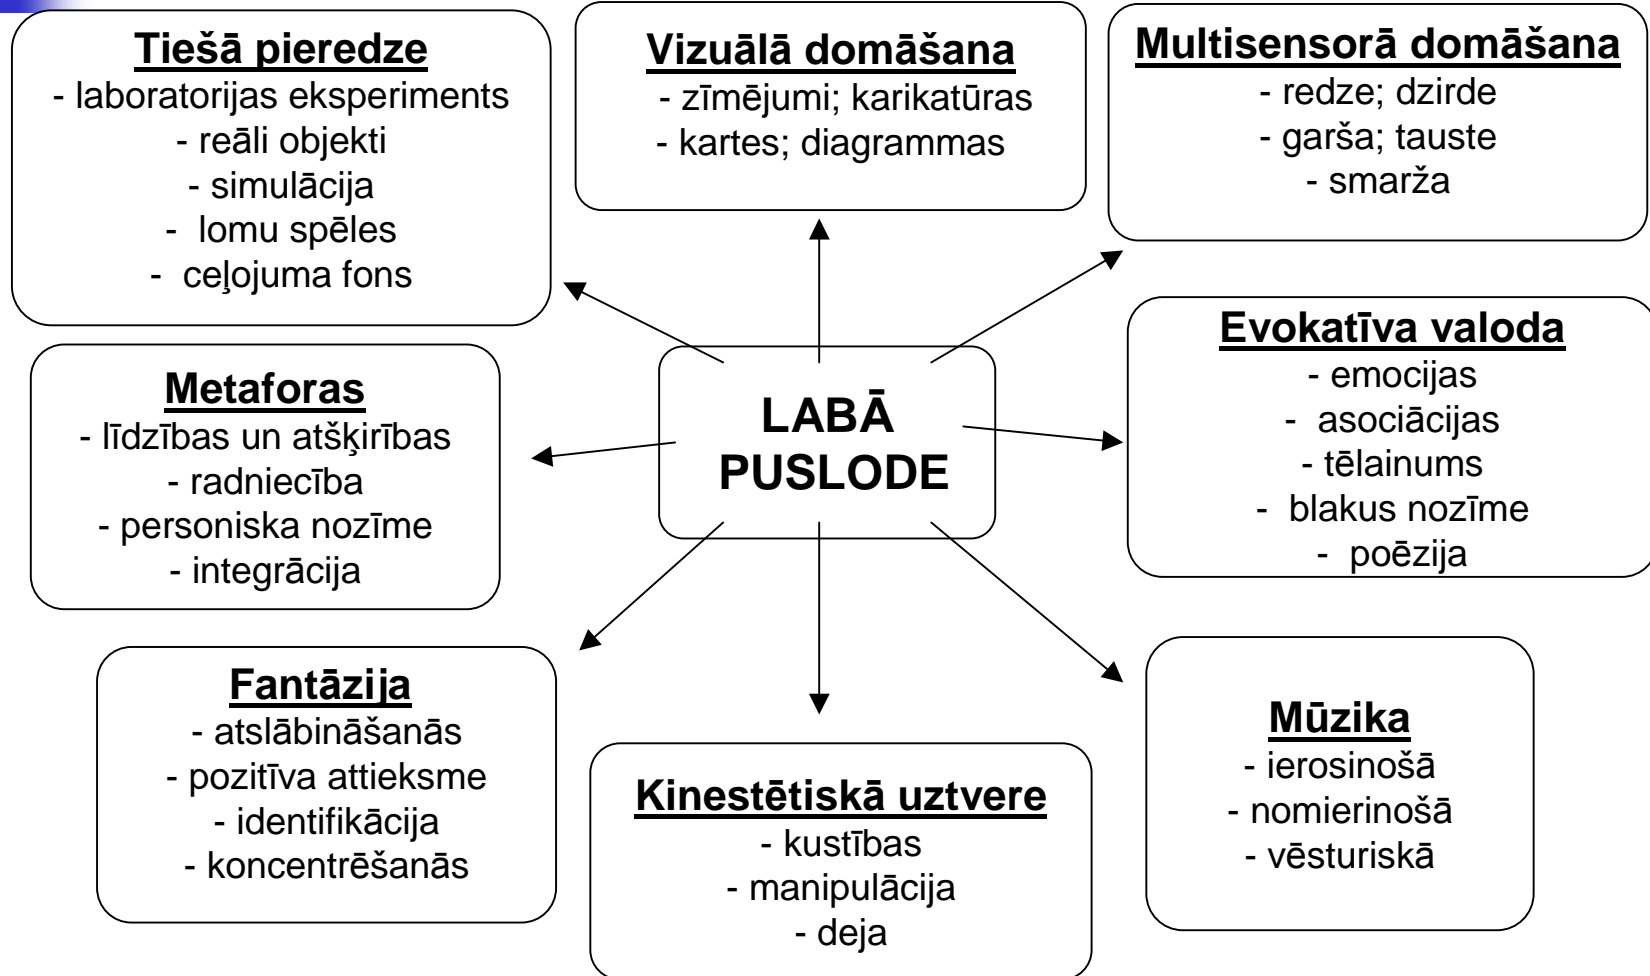 Tiešā pieredze
- laboratorijas eksperiments
- reāli objekti
- simulācija
- lomu spēles
- ceļojuma fons
Vizuālā domāšana
- zīmējumi; karikatūras
- kartes; diagrammas
Multisensorā domāšana
- redze; dzirde
- garša; tauste
- smarža
Metaforas
- līdzības un atšķirības
- radniecība
- personiska nozīme
- integrācija
LABĀ
PUSLODE
Evokatīva valoda
- emocijas
- asociācijas
- tēlainums
- blakus nozīme
- poēzija
Fantāzija
- atslābināšanās
- pozitīva attieksme
- identifikācija
- koncentrēšanās
Kinestētiskā uztvere
- kustības
- manipulācija
- deja
Mūzika
- ierosinošā
- nomierinošā
- vēsturiskā